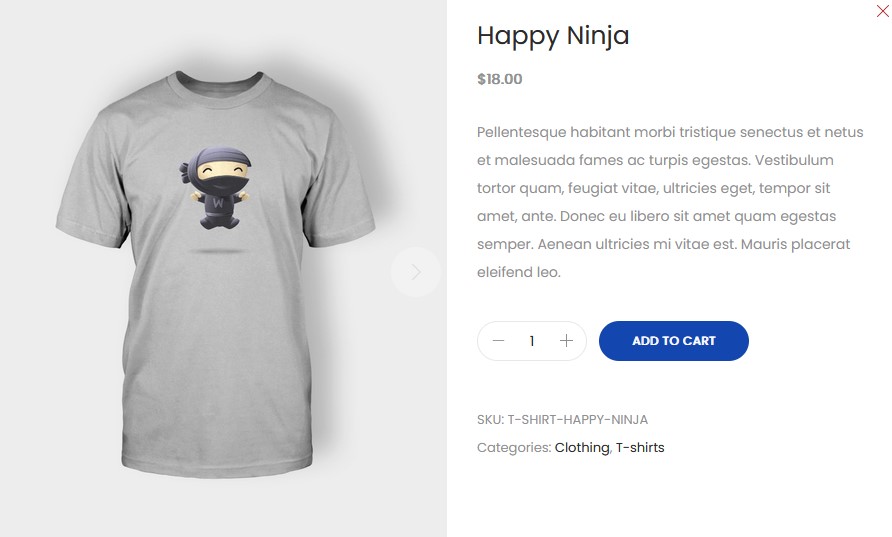 Happy Ninja
$18.00
Pellentesque habitant morbi tristique senectus et netus
et malesuada fames ac turpis egestas. Vestibulum
tortor quam, feugiat vitae, ultricies eget, tempor sit
amet, ante. Donec eu libero sit amet quam egestas
semper. Aenean ultricies mi vitae est. Mauris placerat
eleifend leo.
1
ADD TO CART
SKU: T-SHIRT-HAPPY-NINJA
Categories: Clothing, T-shirts
W